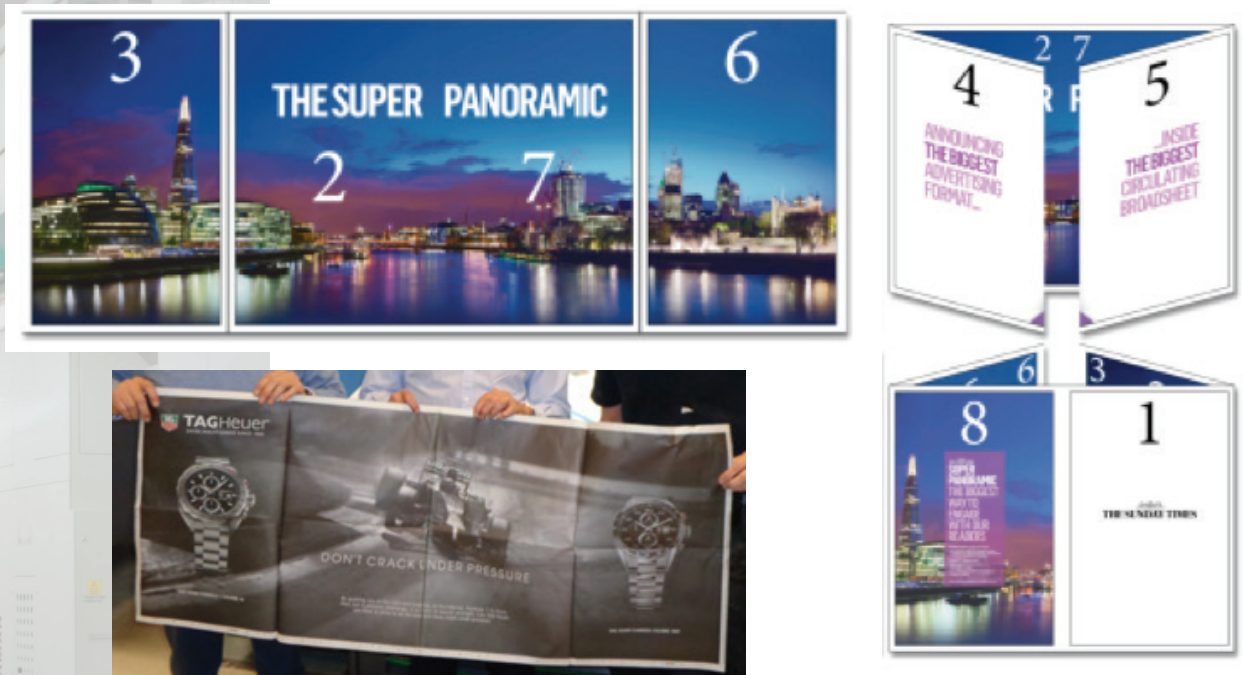 3
6
THE SUPER PANORAMIC
2
7
2 7
4
5
R P
ANNOUNCING
THE BIGGEST
ADVERTISING
FORMAT...
...INSIDE
THE BIGGEST
CIRCULATING
BROADSHEET
6
3
8
1
SUPER
PANORAMIC
THE BIGGEST
WAY TO
ENGAGE
WITH OUR
READERS
THE SUNDAY TIMES
TAGHeuer
DON'T CRACK UNDER PRESSURE